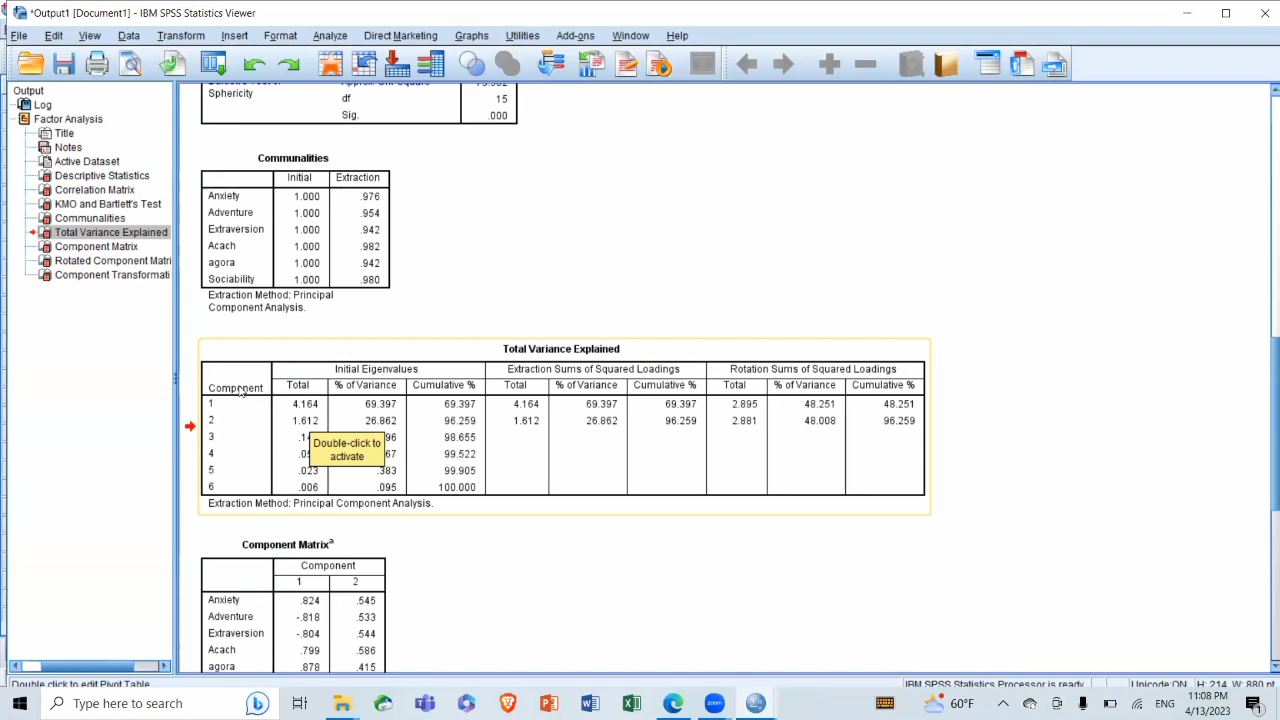 *Output1 [Document1] - IBM SPSS Statistics Viewer
File Edit View Data Transform Insert Format Analyze Direct Marketing Graphs Utilities Add-ons Window Help
Output
Log
Factor Analysis
Title
Notes
Active Dataset
Descriptive Statistics
Correlation Matrix
KMO and Bartlett's Test
Communalities
Total Variance Explained
Component Matrix
Rotated Component Matri
Component Transformati
Sphericity df 15
Sig. .000
Communalities
Initial Extraction
Anxiety 1.000 .976
Adventure 1.000 .954
Extraversion 1.000 .942
Acach 1.000 .982
agora 1.000 .942
Sociability 1.000 .980
Extraction Method: Principal
Component Analysis.
Total Variance Explained
Component Initial Eigenvalues Extraction Sums of Squared Loadings Rotation Sums of Squared Loadings
Total % of Variance Cumulative % Total % of Variance Cumulative % Total % of Variance Cumulative %
1 4.164 69.397 69.397 4.164 69.397 69.397 2.895 48.251 48.251
2 1.612 26.862 96.259 1.612 26.862 96.259 2.881 48.008 96.259
3 98.655
4 99.522
5 .023 .383 99.905
6 .006 .095 100.000
Double-click to
activate
Extraction Method: Principal Component Analysis.
Component Matrixa
Component
1 2
Anxiety .824 .545
Adventure -.818 .533
Extraversion -.804 .544
Acach .799 .586
agora .878 .415
Double click to edit Pivot Table
IBM SPSS Statistics Processor is ready
Unicode:ON H: 214, W: 880 pt.
Type here to search
60°F
ENG
11:08 PM
4/13/2023